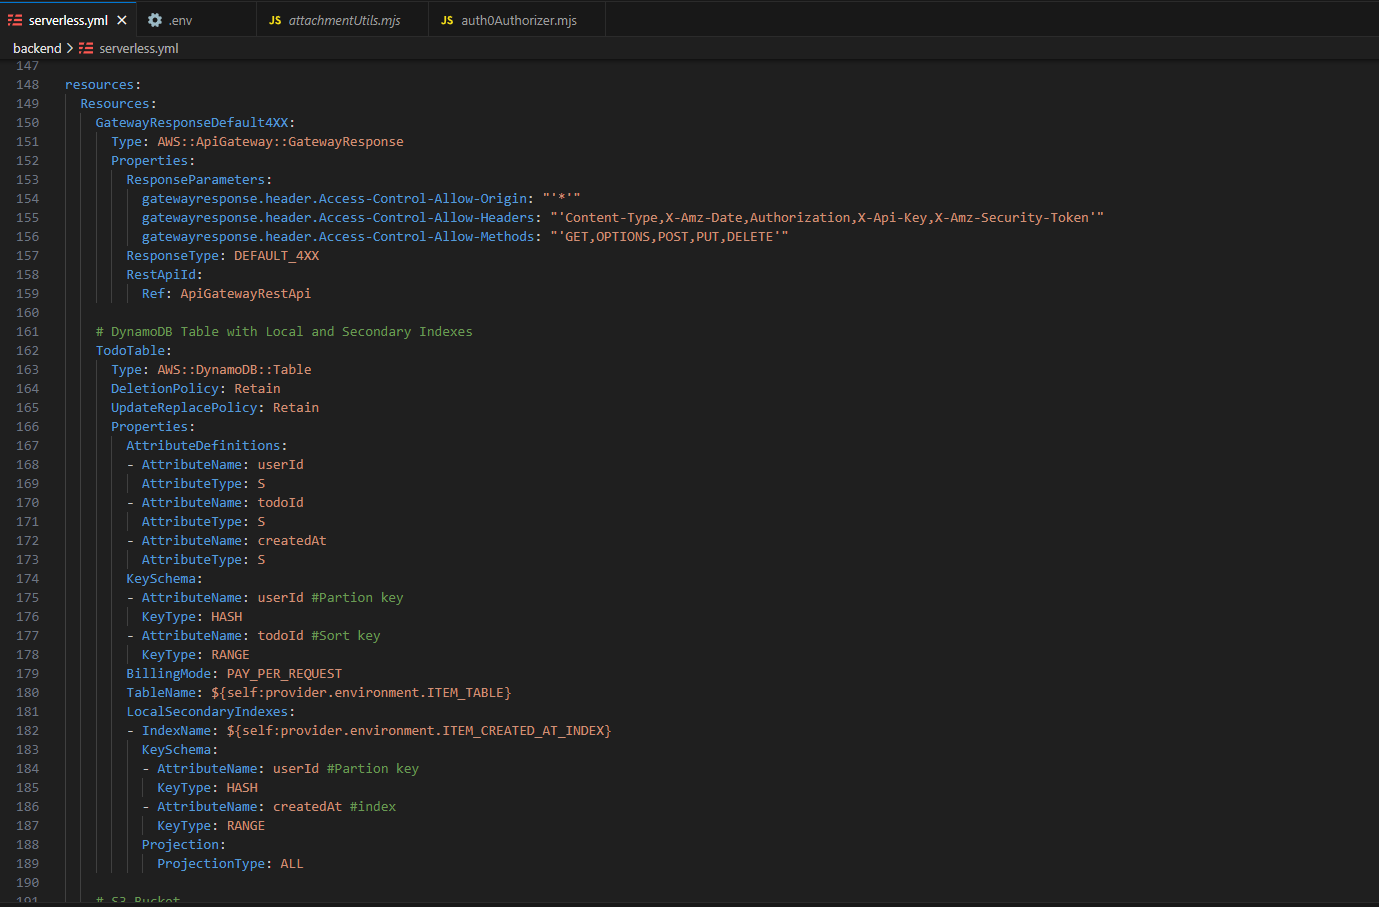 serverless.yml
.env
JS attachmentUtils.mjs
JS auth0Authorizer.mjs
backend > serverless.yml
147
148 resources:
149 Resources:
150 GatewayResponseDefault4XX:
151 Type: AWS::ApiGateway::GatewayResponse
152 Properties:
153 ResponseParameters:
154 gatewayresponse.header.Access-Control-Allow-Origin: "'*'"
155 gatewayresponse.header.Access-Control-Allow-Headers: "'Content-Type,X-Amz-Date,Authorization,X-Api-Key,X-Amz-Security-Token'"
156 gatewayresponse.header.Access-Control-Allow-Methods: "'GET,OPTIONS,POST,PUT,DELETE'"
157 ResponseType: DEFAULT_4XX
158 RestApiId:
159 Ref: ApiGatewayRestApi
160
161 # DynamoDB Table with Local and Secondary Indexes
162 TodoTable:
163 Type: AWS::DynamoDB::Table
164 DeletionPolicy: Retain
165 UpdateReplacePolicy: Retain
166 Properties:
167 AttributeDefinitions:
168 - AttributeName: userId
169 AttributeType: S
170 - AttributeName: todoId
171 AttributeType: S
172 - AttributeName: createdAt
173 AttributeType: S
174 KeySchema:
175 - AttributeName: userId #Partion key
176 KeyType: HASH
177 - AttributeName: todoId #Sort key
178 KeyType: RANGE
179 BillingMode: PAY_PER_REQUEST
180 TableName: ${self:provider.environment.ITEM_TABLE}
181 LocalSecondaryIndexes:
182 - IndexName: ${self:provider.environment.ITEM_CREATED_AT_INDEX}
183 KeySchema:
184 - AttributeName: userId #Partion key
185 KeyType: HASH
186 - AttributeName: createdAt #index
187 KeyType: RANGE
188 Projection:
189 ProjectionType: ALL
190
191 # S3 Bucket